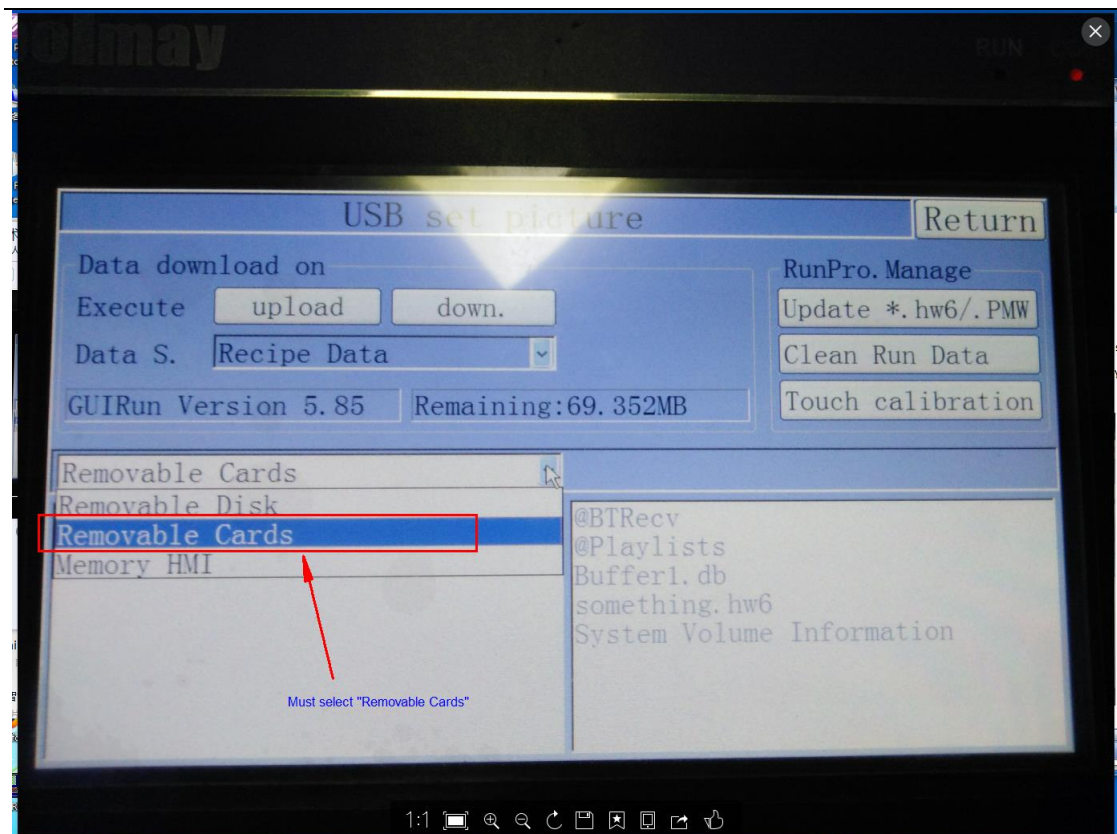 olmay
RUN
USB set picture
Return
Data download on
RunPro. Manage
Execute
upload
down.
Update *.hw6/.PMW
Data S.
Recipe Data
Clean Run Data
GUIRun Version 5.85
Remaining:69.352MB
Touch calibration
Removable Cards
Removable Disk
Removable Cards
Memory HMI
@BTRecv
@Playlists
Buffer1.db
something.hw6
System Volume Information
Must select "Removable Cards"
1:1